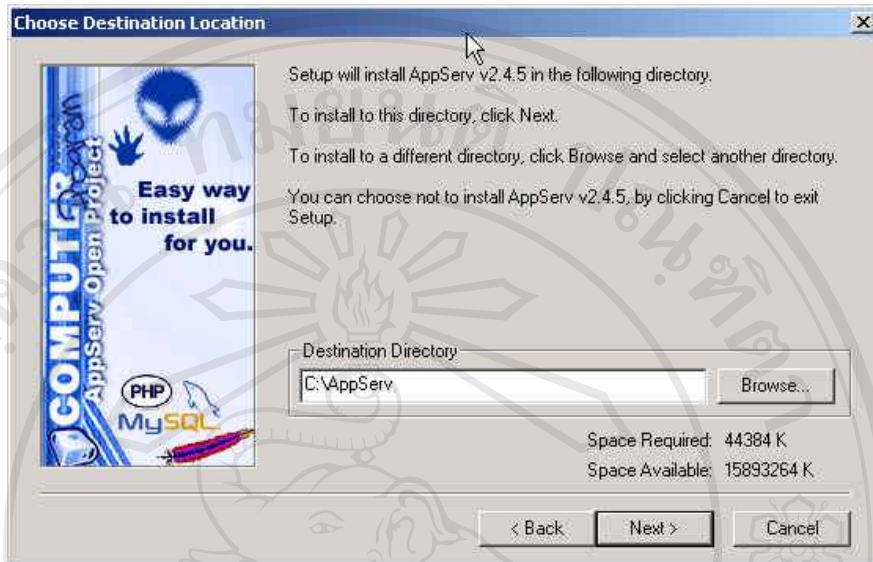 Choose Destination Location
Setup will install AppServ v2.4.5 in the following directory.
To install to this directory, click Next.
To install to a different directory, click Browse and select another directory.
You can choose not to install AppServ v2.4.5, by clicking Cancel to exit
Setup.
COMPUTER
Program
AppServ Open Project
Easy way
to install
for you.
PHP
MySQL
Destination Directory
C:\AppServ
Browse...
Space Required: 44384 K
Space Available: 15893264 K
< Back
Next >
Cancel